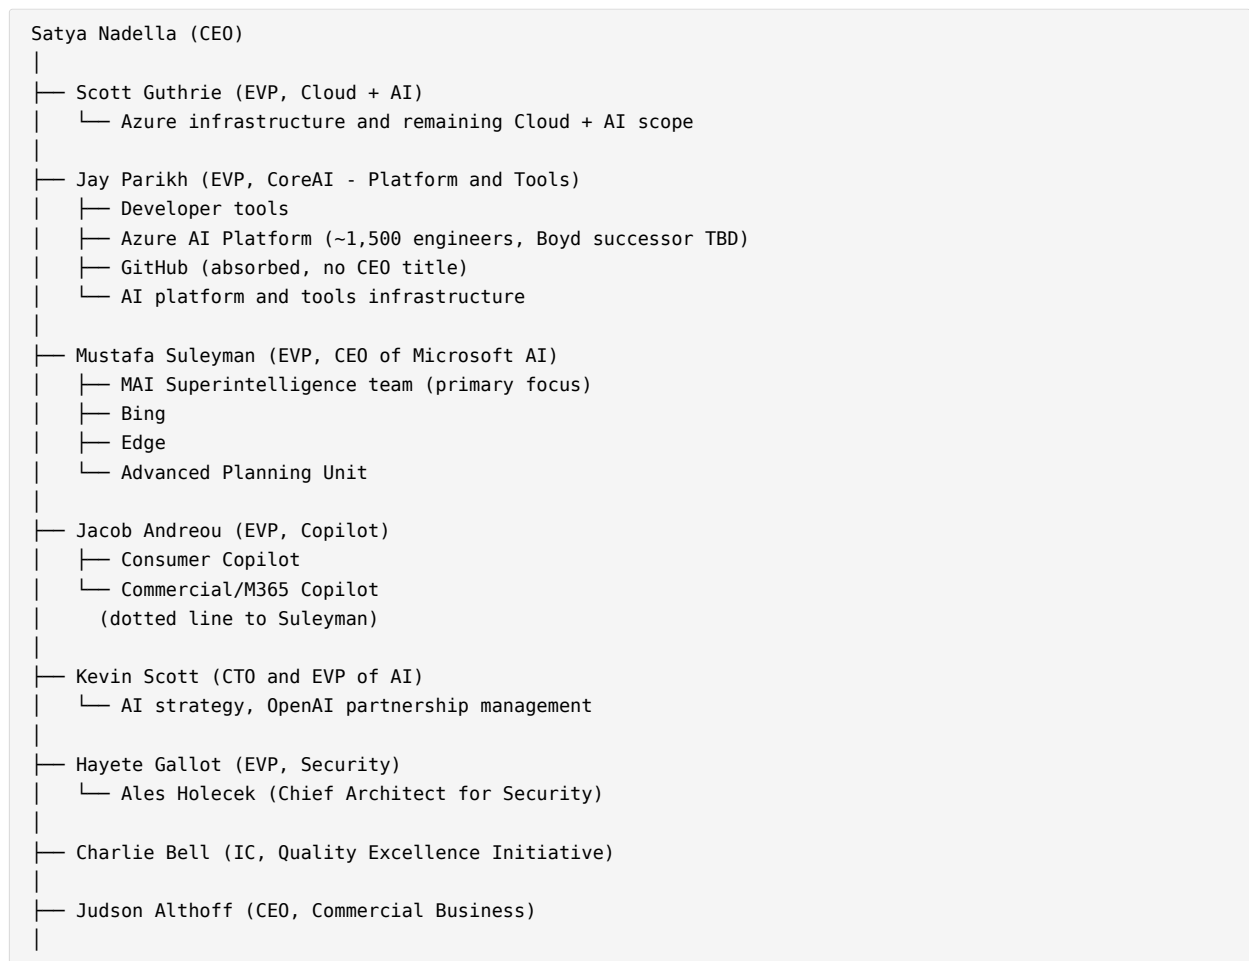 Satya Nadella (CEO)
│
├── Scott Guthrie (EVP, Cloud + AI)
│   └── Azure infrastructure and remaining Cloud + AI scope
│
├── Jay Parikh (EVP, CoreAI - Platform and Tools)
│   ├── Developer tools
│   ├── Azure AI Platform (~1,500 engineers, Boyd successor TBD)
│   ├── GitHub (absorbed, no CEO title)
│   └── AI platform and tools infrastructure
│
├── Mustafa Suleyman (EVP, CEO of Microsoft AI)
│   ├── MAI Superintelligence team (primary focus)
│   ├── Bing
│   ├── Edge
│   └── Advanced Planning Unit
│
├── Jacob Andreou (EVP, Copilot)
│   ├── Consumer Copilot
│   └── Commercial/M365 Copilot
│     (dotted line to Suleyman)
│
├── Kevin Scott (CTO and EVP of AI)
│   └── AI strategy, OpenAI partnership management
│
├── Hayete Gallot (EVP, Security)
│   └── Ales Holecek (Chief Architect for Security)
│
├── Charlie Bell (IC, Quality Excellence Initiative)
│
├── Judson Althoff (CEO, Commercial Business)
│